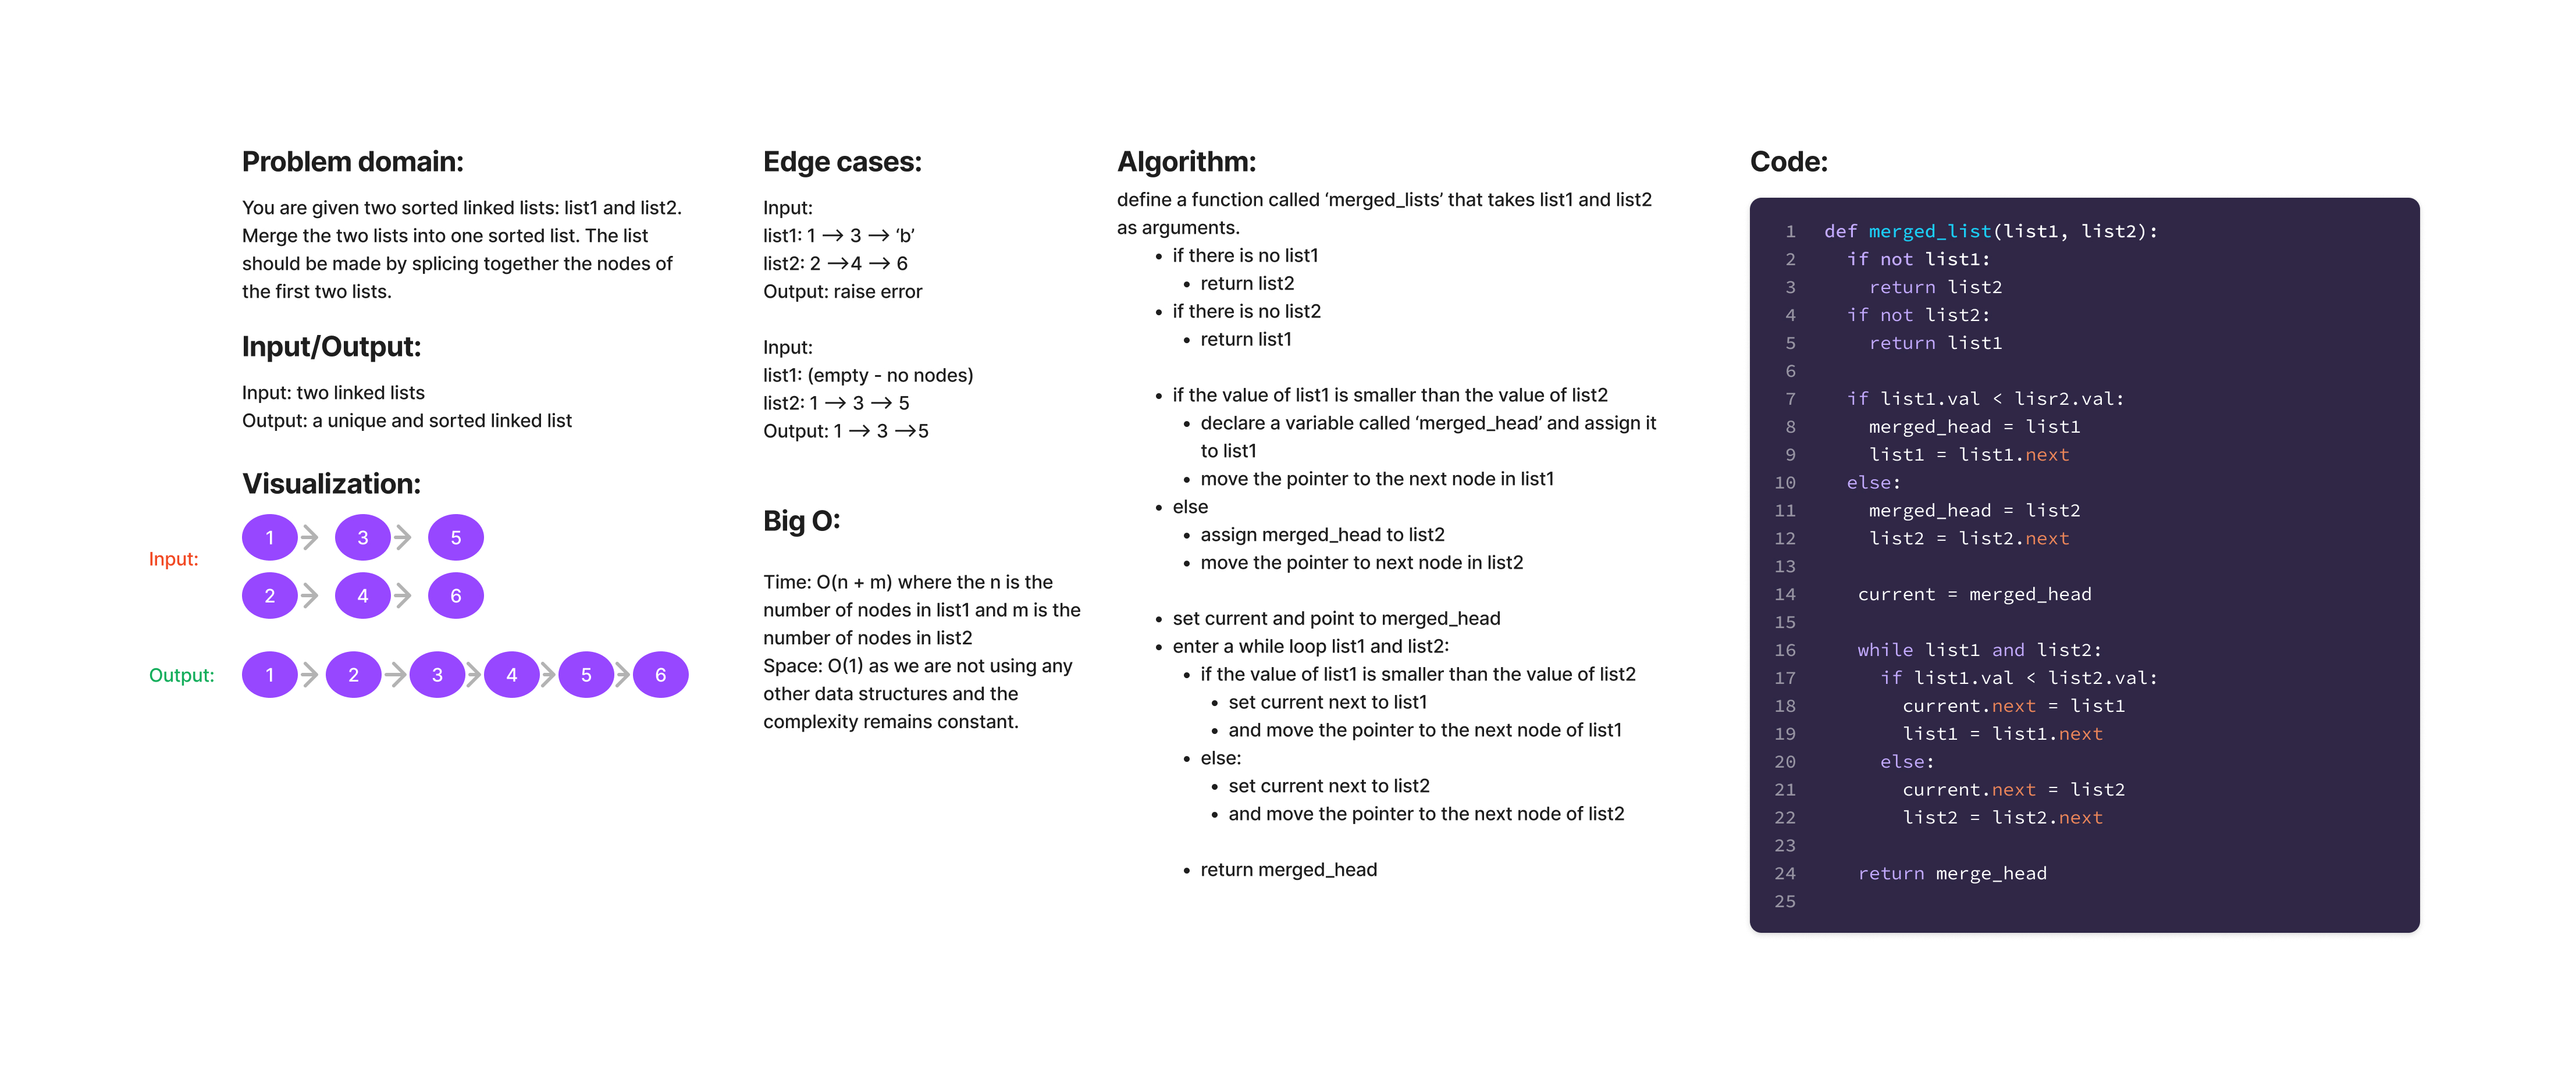 Problem domain:
You are given two sorted linked lists: list1 and list2.
Merge the two lists into one sorted list. The list
should be made by splicing together the nodes of
the first two lists.
Input/Output:
Input: two linked lists
Output: a unique and sorted linked list
Visualization:
Input:
1 3 5
2 4 6
Output:
1 2 3 4 5 6
Edge cases:
Input:
list1: 1 —> 3 —> ‘b’
list2: 2 —>4 —> 6
Output: raise error
Input:
list1: (empty - no nodes)
list2: 1 —> 3 —> 5
Output: 1 —> 3 —>5
Big O:
Time: O(n + m) where the n is the
number of nodes in list1 and m is the
number of nodes in list2
Space: O(1) as we are not using any
other data structures and the
complexity remains constant.
Algorithm:
define a function called ‘merged_lists’ that takes list1 and list2
as arguments.
• if there is no list1
• return list2
• if there is no list2
• return list1
• if the value of list1 is smaller than the value of list2
• declare a variable called ‘merged_head’ and assign it
to list1
• move the pointer to the next node in list1
• else
• assign merged_head to list2
• move the pointer to next node in list2
• set current and point to merged_head
• enter a while loop list1 and list2:
• if the value of list1 is smaller than the value of list2
• set current next to list1
• and move the pointer to the next node of list1
• else:
• set current next to list2
• and move the pointer to the next node of list2
• return merged_head
Code:
1 def merged_list(list1, list2):
2 if not list1:
3 return list2
4 if not list2:
5 return list1
6
7 if list1.val < lisr2.val:
8 merged_head = list1
9 list1 = list1.next
10 else:
11 merged_head = list2
12 list2 = list2.next
13
14 current = merged_head
15
16 while list1 and list2:
17 if list1.val < list2.val:
18 current.next = list1
19 list1 = list1.next
20 else:
21 current.next = list2
22 list2 = list2.next
23
24 return merge_head
25